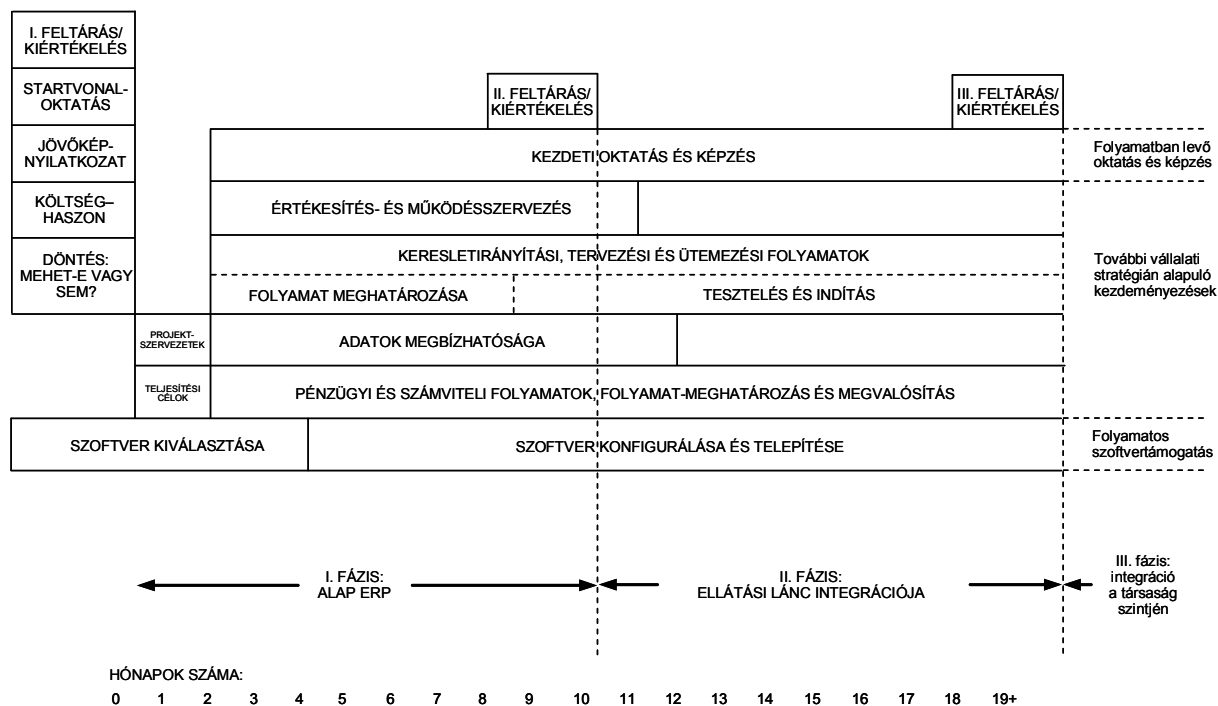 I. FELTÁRÁS/
KIÉRTÉKELÉS
STARTVONAL-
OKTATÁS
II. FELTÁRÁS/
KIÉRTÉKELÉS
III. FELTÁRÁS/
KIÉRTÉKELÉS
JÖVŐKÉP-
NYILATKOZAT
KEZDETI OKTATÁS ÉS KÉPZÉS
Folyamatban levő
oktatás és képzés
KÖLTSÉG–
HASZON
ÉRTÉKESÍTÉS- ÉS MŰKÖDÉSSZERVEZÉS
DÖNTÉS:
MEHET-E VAGY
SEM?
KERESLETIRÁNYÍTÁSI, TERVEZÉSI ÉS ÜTEMEZÉSI FOLYAMATOK
FOLYAMAT MEGHATÁROZÁSA
TESZTELÉS ÉS INDÍTÁS
További vállalati
stratégián alapuló
kezdeményezések
PROJEKT-
SZERVEZETEK
ADATOK MEGBÍZHATÓSÁGA
TELJESÍTÉSI
CÉLOK
PÉNZÜGYI ÉS SZÁMVITELI FOLYAMATOK, FOLYAMAT-MEGHATÁROZÁS ÉS MEGVALÓSÍTÁS
SZOFTVER KIVÁLASZTÁSA
SZOFTVER KONFIGURÁLÁSA ÉS TELEPÍTÉSE
Folyamatos
szoftvertámogatás
I. FÁZIS:
ALAP ERP
II. FÁZIS:
ELLÁTÁSI LÁNC INTEGRÁCIÓJA
III. fázis:
integráció
a társaság
szintjén
HÓNAPOK SZÁMA:
0 1 2 3 4 5 6 7 8 9 10 11 12 13 14 15 16 17 18 19+